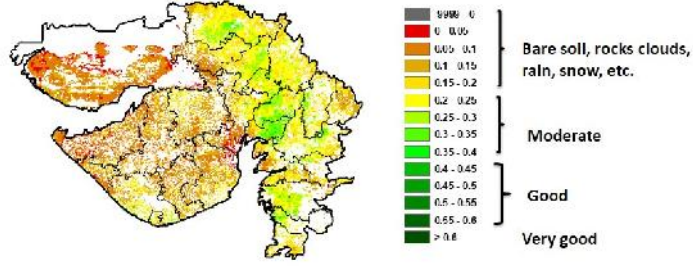 -9999 - 0
0 - 0.05
0.05 - 0.1
0.1 - 0.15
0.15 - 0.2
0.2 - 0.25
0.25 - 0.3
0.3 - 0.35
0.35 - 0.4
0.4 - 0.45
0.45 - 0.5
0.5 - 0.55
0.55 - 0.6
> 0.6
Bare soil, rocks clouds,
rain, snow, etc.
Moderate
Good
Very good